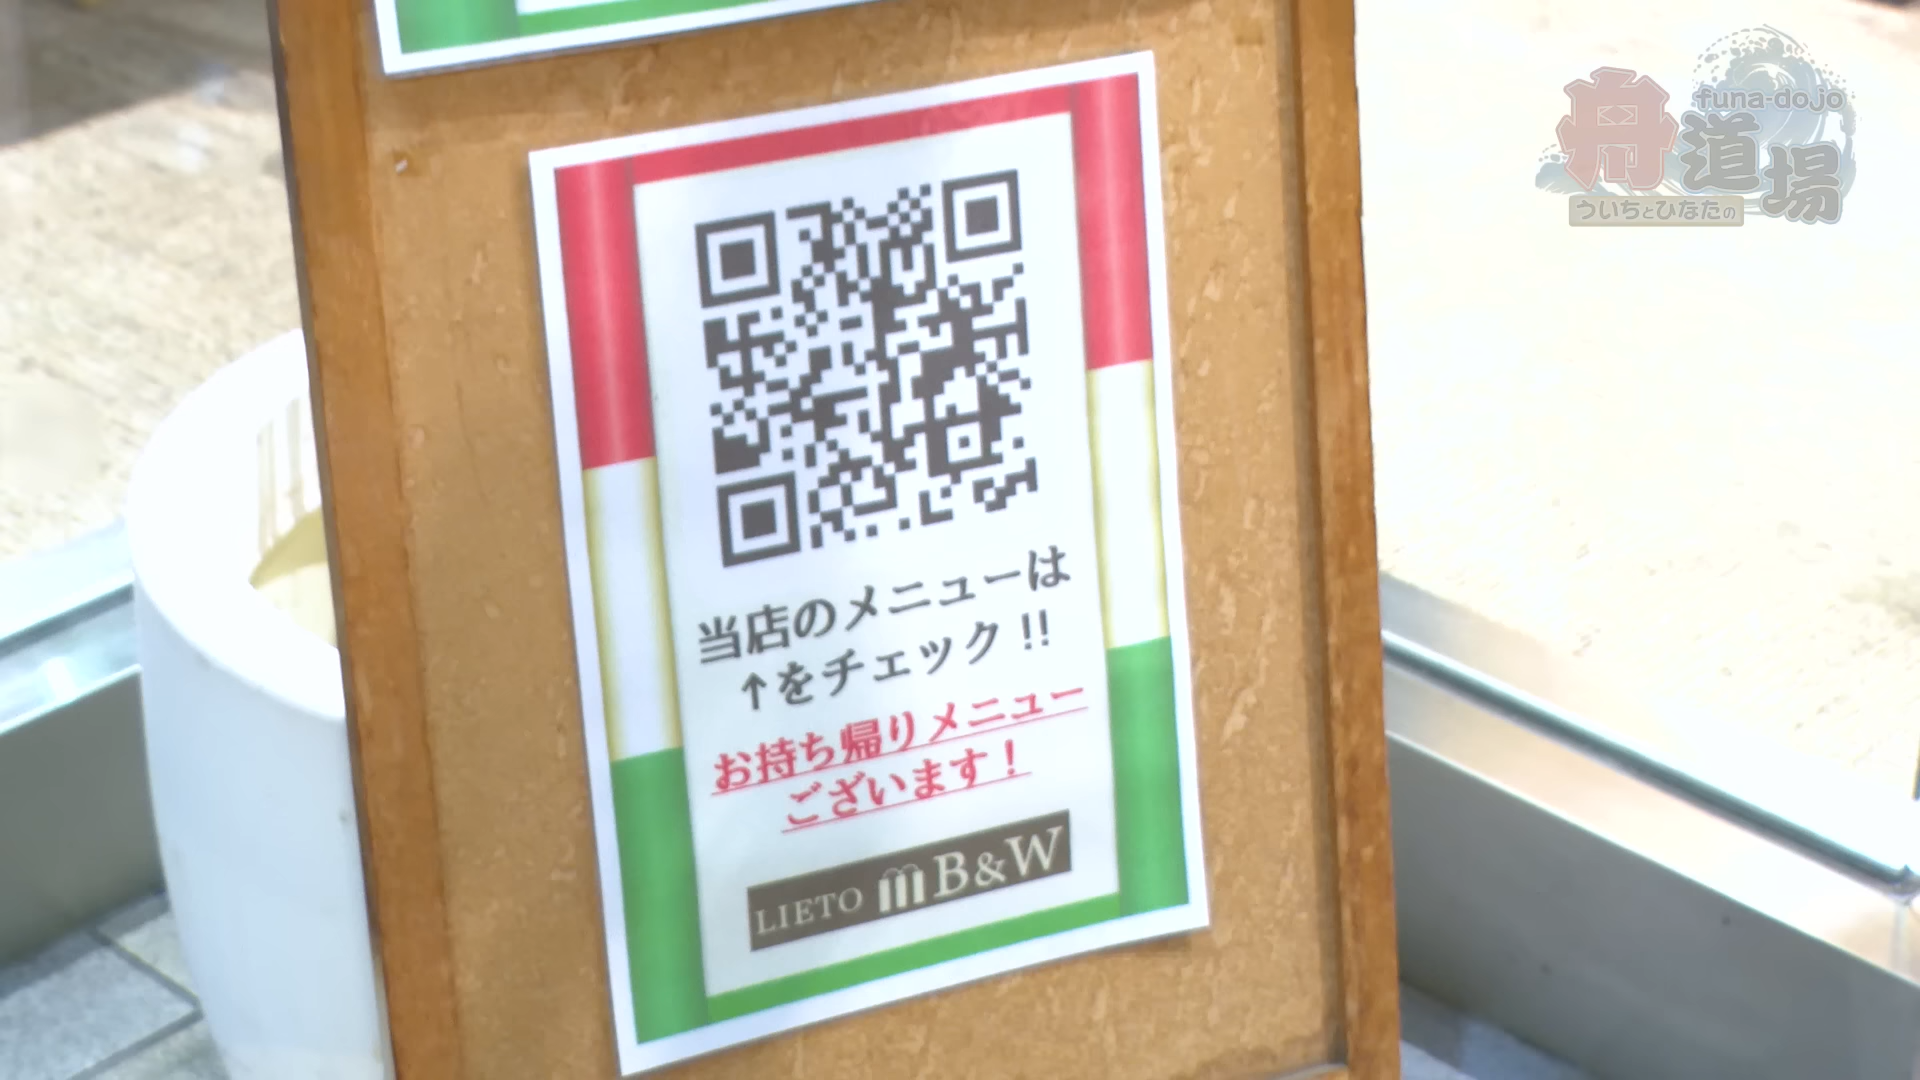 funa-dojo
舟道場
ういちとひなたの
当店のメニューは
↑をチェック!!
お持ち帰りメニュー
ございます!
LIETO B&W